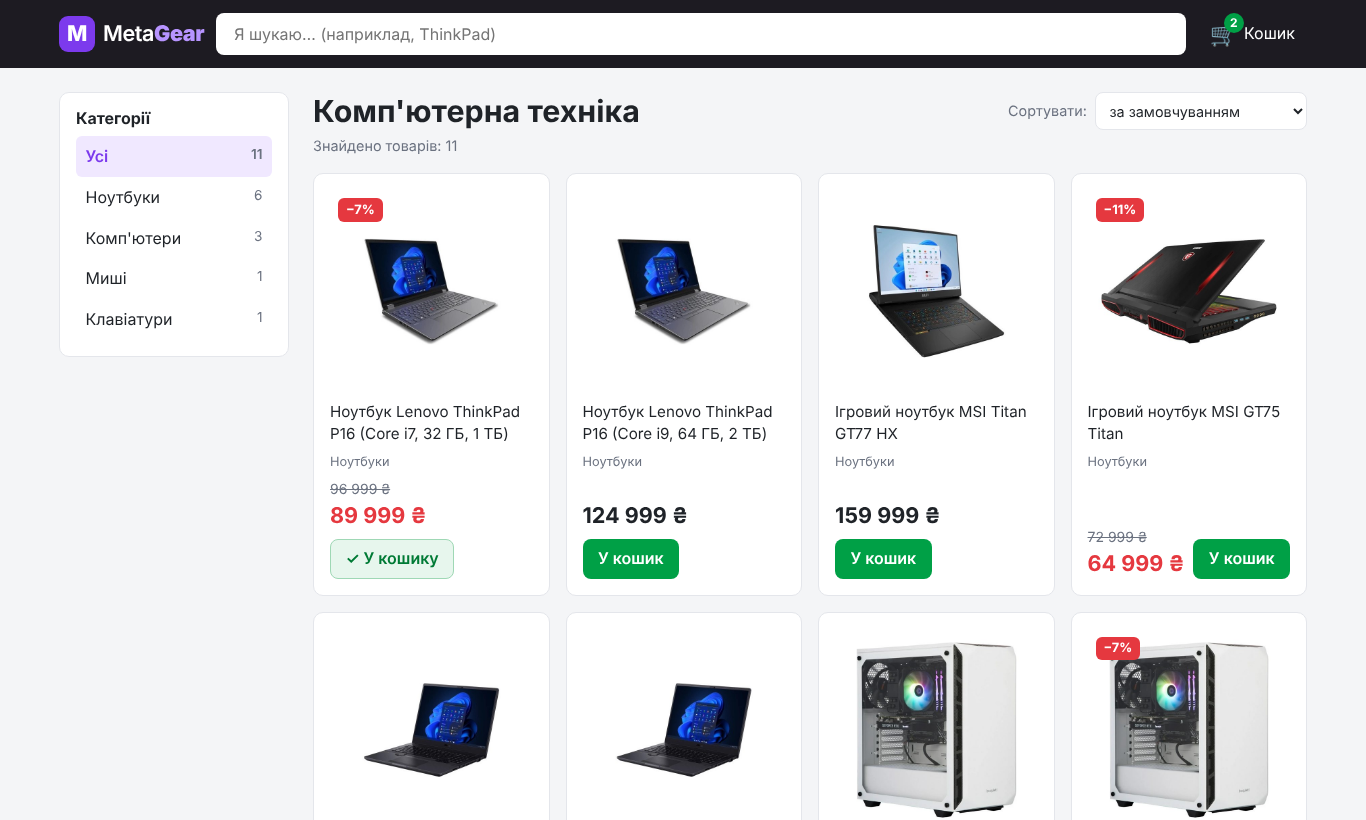 M MetaGear
Я шукаю... (наприклад, ThinkPad)
2
Кошик
Категорії
Усі 11
Ноутбуки 6
Комп'ютери 3
Миші 1
Клавіатури 1
Комп'ютерна техніка
Знайдено товарів: 11
Сортувати: за замовчуванням
−7%
Ноутбук Lenovo ThinkPad
P16 (Core i7, 32 ГБ, 1 ТБ)
Ноутбуки
96 999 ₴
89 999 ₴
✓ У кошику
Ноутбук Lenovo ThinkPad
P16 (Core i9, 64 ГБ, 2 ТБ)
Ноутбуки
124 999 ₴
У кошик
Ігровий ноутбук MSI Titan
GT77 HX
Ноутбуки
159 999 ₴
У кошик
−11%
Ігровий ноутбук MSI GT75
Titan
Ноутбуки
72 999 ₴
64 999 ₴
У кошик
−7%